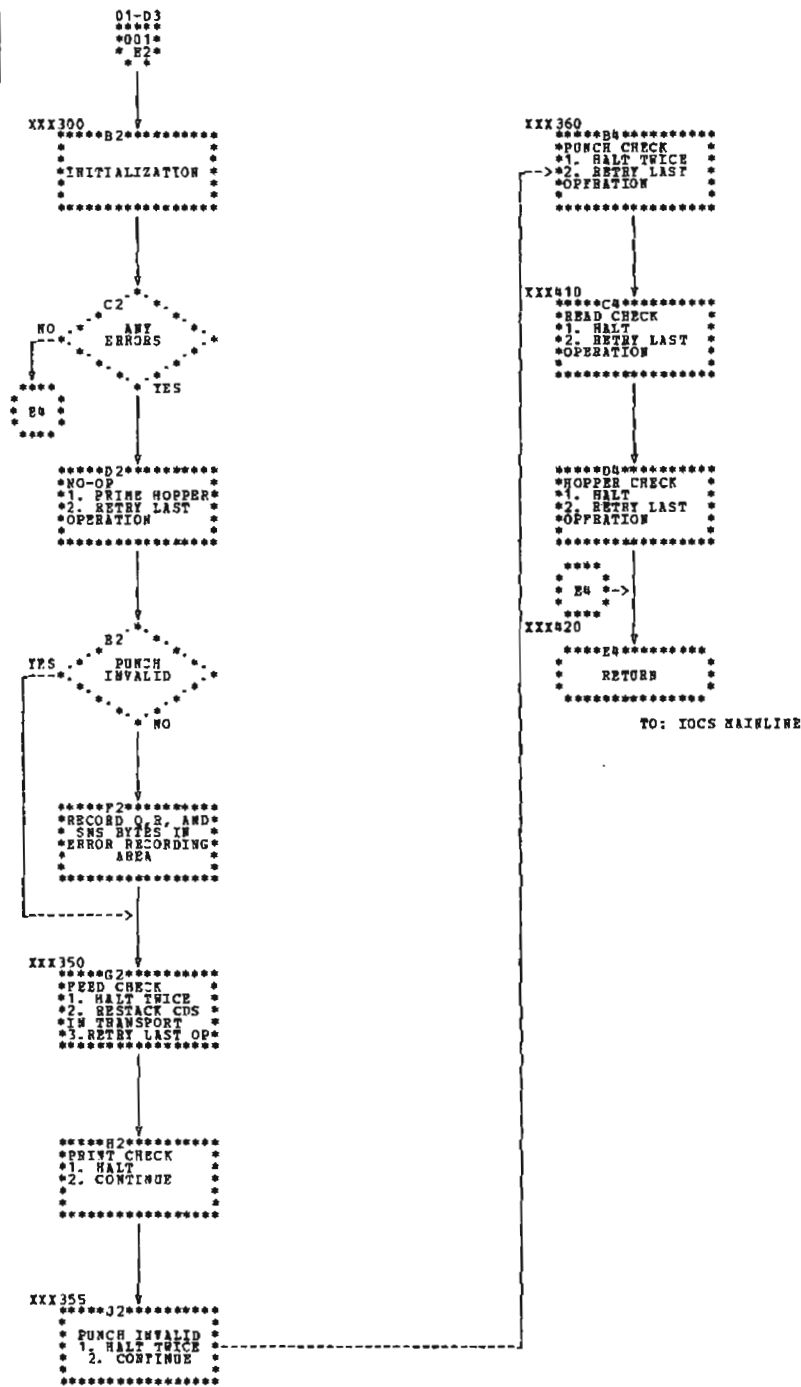 01-D3
*001*
* E2*
XXX300
*****B2**********
*INITIALIZATION *
C2
NO
ANY
ERRORS
YES
E4
*****D2**********
NO-OP
*1. PRIME HOPPER*
*2. RETRY LAST
*OPERATION
E2
YES
PUNCH
INVALID
NO
*****F2**********
*RECORD Q,R, AND*
* SNS BYTES IN *
*ERROR RECORDING*
* AREA *
XXX350
*****G2**********
*FEED CHECK
*1. HALT TWICE
*2. RESTACK CDS
*IN TRANSPORT
*3.RETRY LAST OP*
*****H2**********
*PRINT CHECK
*1. HALT
*2. CONTINUE
XXX355
*****J2**********
* PUNCH INVALID
* 1. HALT TWICE
* 2. CONTINUE
XXX360
*****B4**********
*PUNCH CHECK
*1. HALT TWICE
*2. RETRY LAST
*OPERATION
XXX410
*****C4**********
*READ CHECK
*1. HALT
*2. RETRY LAST
*OPERATION
*****D4**********
*HOPPER CHECK
*1. HALT
*2. RETRY LAST
*OPERATION
E4
XXX420
****E4*********
RETURN
TO: IOCS MAINLINE